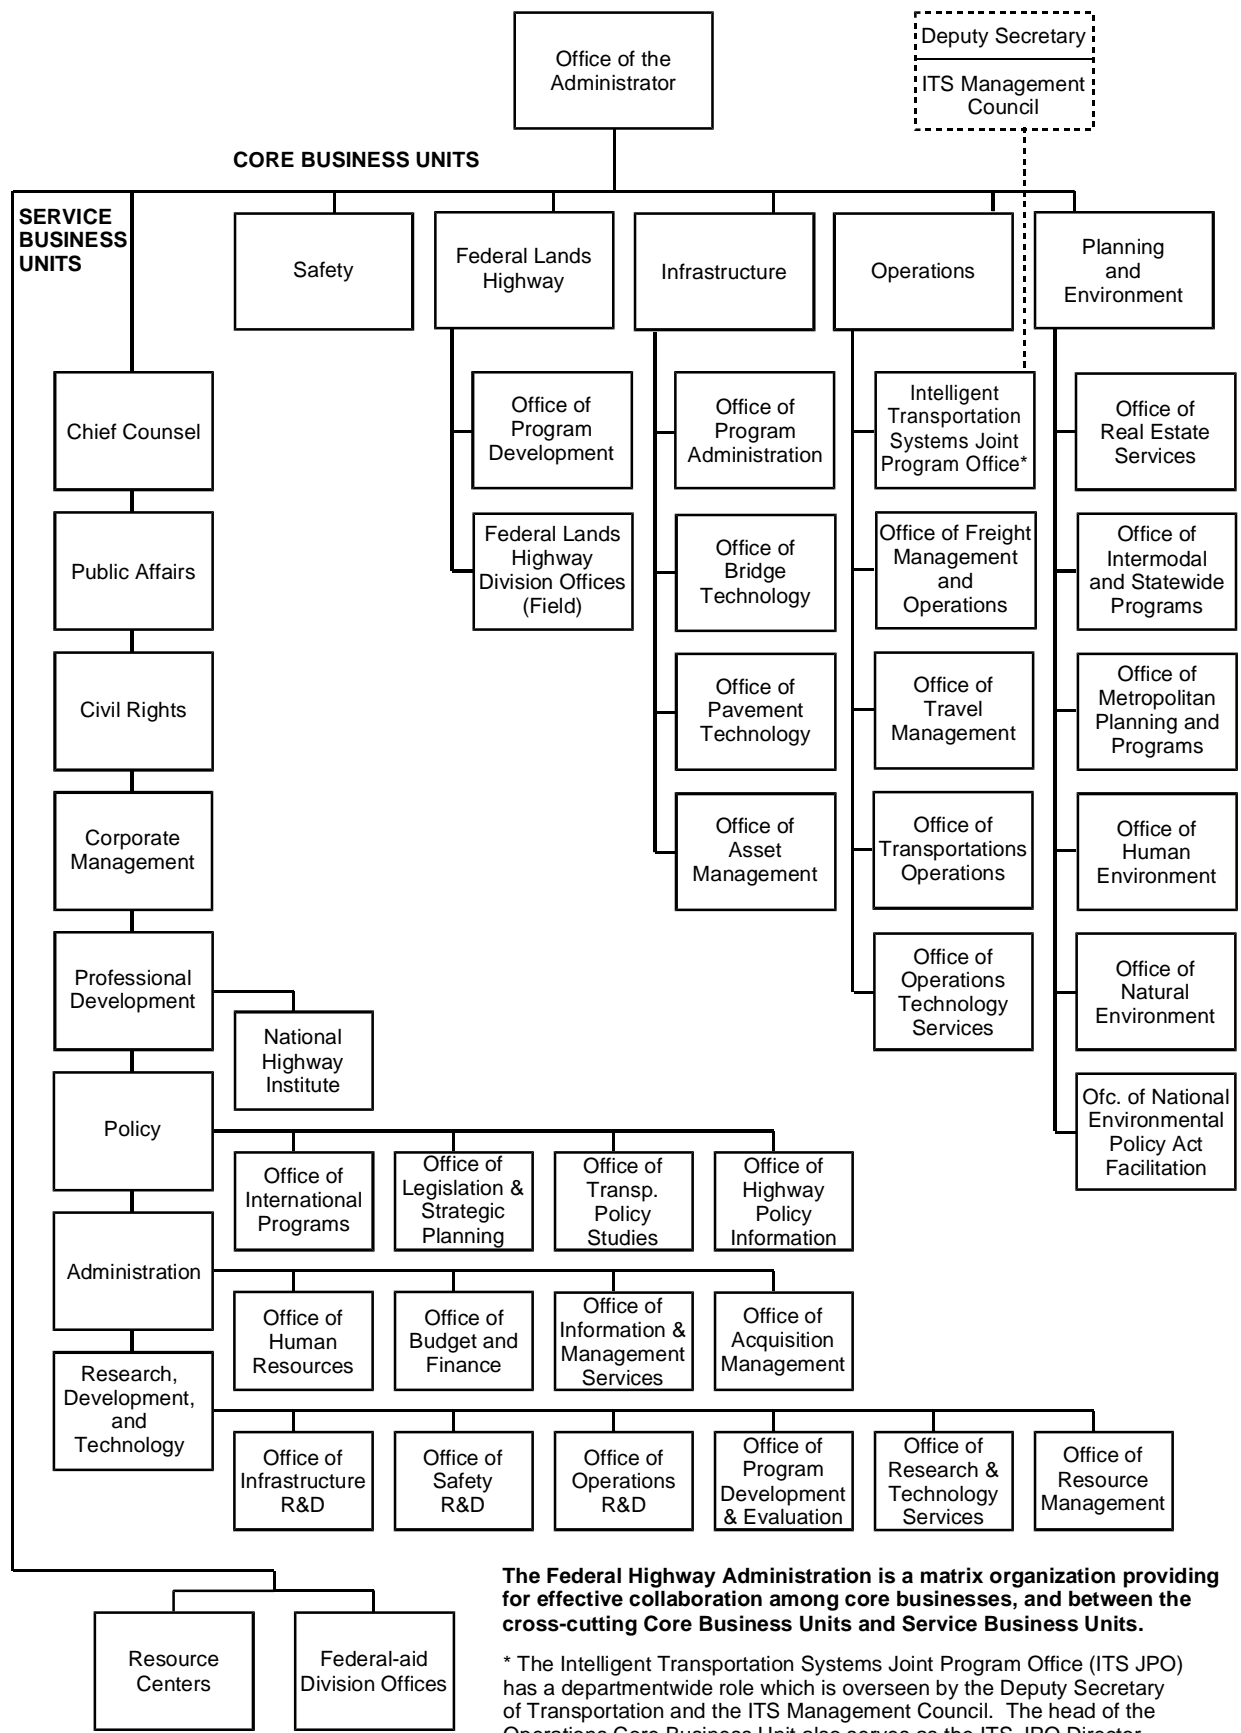 Office of the
Administrator
Deputy Secretary
ITS Management
Council
CORE BUSINESS UNITS
SERVICE
BUSINESS
UNITS
Safety
Federal Lands
Highway
Infrastructure
Operations
Planning
and
Environment
Chief Counsel
Public Affairs
Civil Rights
Corporate
Management
Professional
Development
National
Highway
Institute
Policy
Administration
Research,
Development,
and
Technology
Office of
Program
Development
Federal Lands
Highway
Division Offices
(Field)
Office of
Program
Administration
Office of
Bridge
Technology
Office of
Pavement
Technology
Office of
Asset
Management
Intelligent
Transportation
Systems Joint
Program Office*
Office of Freight
Management
and
Operations
Office of
Travel
Management
Office of
Transportations
Operations
Office of
Operations
Technology
Services
Office of
Real Estate
Services
Office of
Intermodal
and Statewide
Programs
Office of
Metropolitan
Planning and
Programs
Office of
Human
Environment
Office of
Natural
Environment
Ofc. of National
Environmental
Policy Act
Facilitation
Office of
International
Programs
Office of
Legislation &
Strategic
Planning
Office of
Transp.
Policy
Studies
Office of
Highway
Policy
Information
Office of
Human
Resources
Office of
Budget and
Finance
Office of
Information &
Management
Services
Office of
Acquisition
Management
Office of
Infrastructure
R&D
Office of
Safety
R&D
Office of
Operations
R&D
Office of
Program
Development
& Evaluation
Office of
Research &
Technology
Services
Office of
Resource
Management
Resource
Centers
Federal-aid
Division Offices
The Federal Highway Administration is a matrix organization providing
for effective collaboration among core businesses, and between the
cross-cutting Core Business Units and Service Business Units.
* The Intelligent Transportation Systems Joint Program Office (ITS JPO)
has a departmentwide role which is overseen by the Deputy Secretary
of Transportation and the ITS Management Council. The head of the
Operations Core Business Unit also serves as the ITS JPO Director.